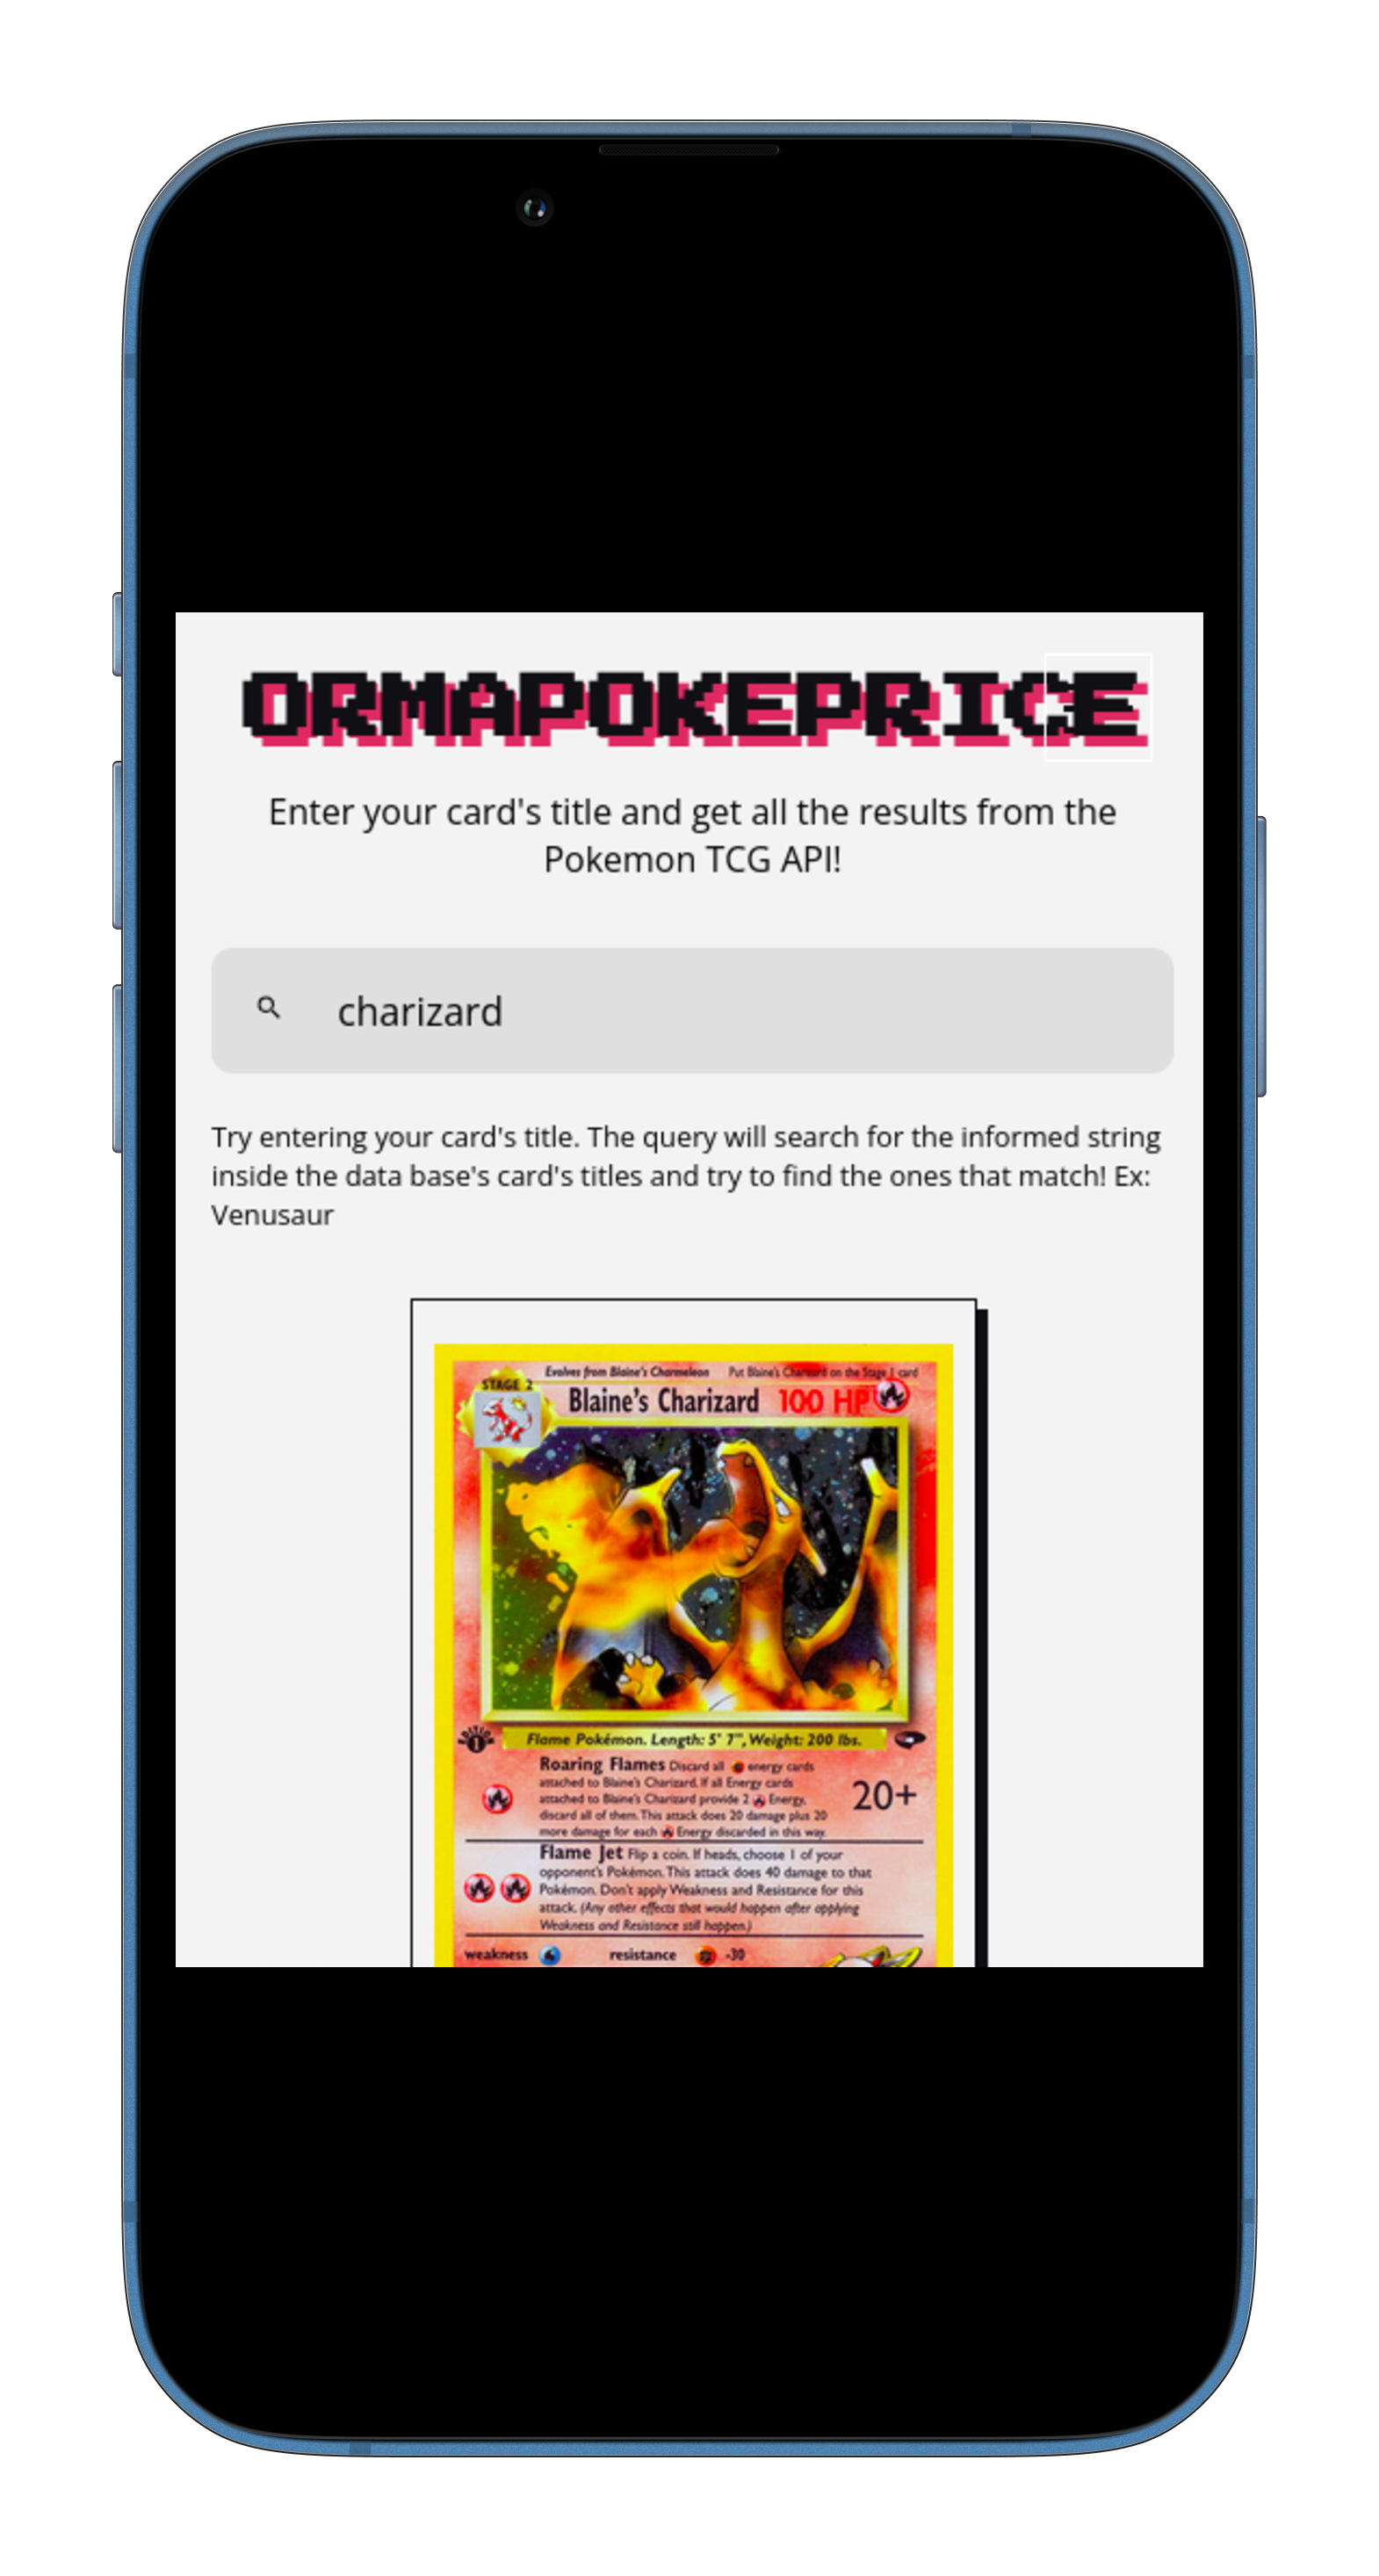 ORMAPOKEPRICE
Enter your card's title and get all the results from the
Pokemon TCG API!
charizard
Try entering your card's title. The query will search for the informed string
inside the data base's card's titles and try to find the ones that match! Ex:
Venusaur
Evolves from Blaine's Charmeleon Put Blaine's Charizard on the Stage 1 card
STAGE 2
Blaine's Charizard 100 HP
EDITION 1
Flame Pokémon. Length: 5' 7", Weight: 200 lbs.
Roaring Flames Discard all energy cards
attached to Blaine's Charizard. If all Energy cards
attached to Blaine's Charizard provide 2 Energy,
discard all of them. This attack does 20 damage plus 20
more damage for each Energy discarded in this way.
20+
Flame Jet Flip a coin. If heads, choose 1 of your
opponent's Pokémon. This attack does 40 damage to that
Pokémon. Don't apply Weakness and Resistance for this
attack. (Any other effects that would happen after applying
Weakness and Resistance still happen.)
weakness resistance -30